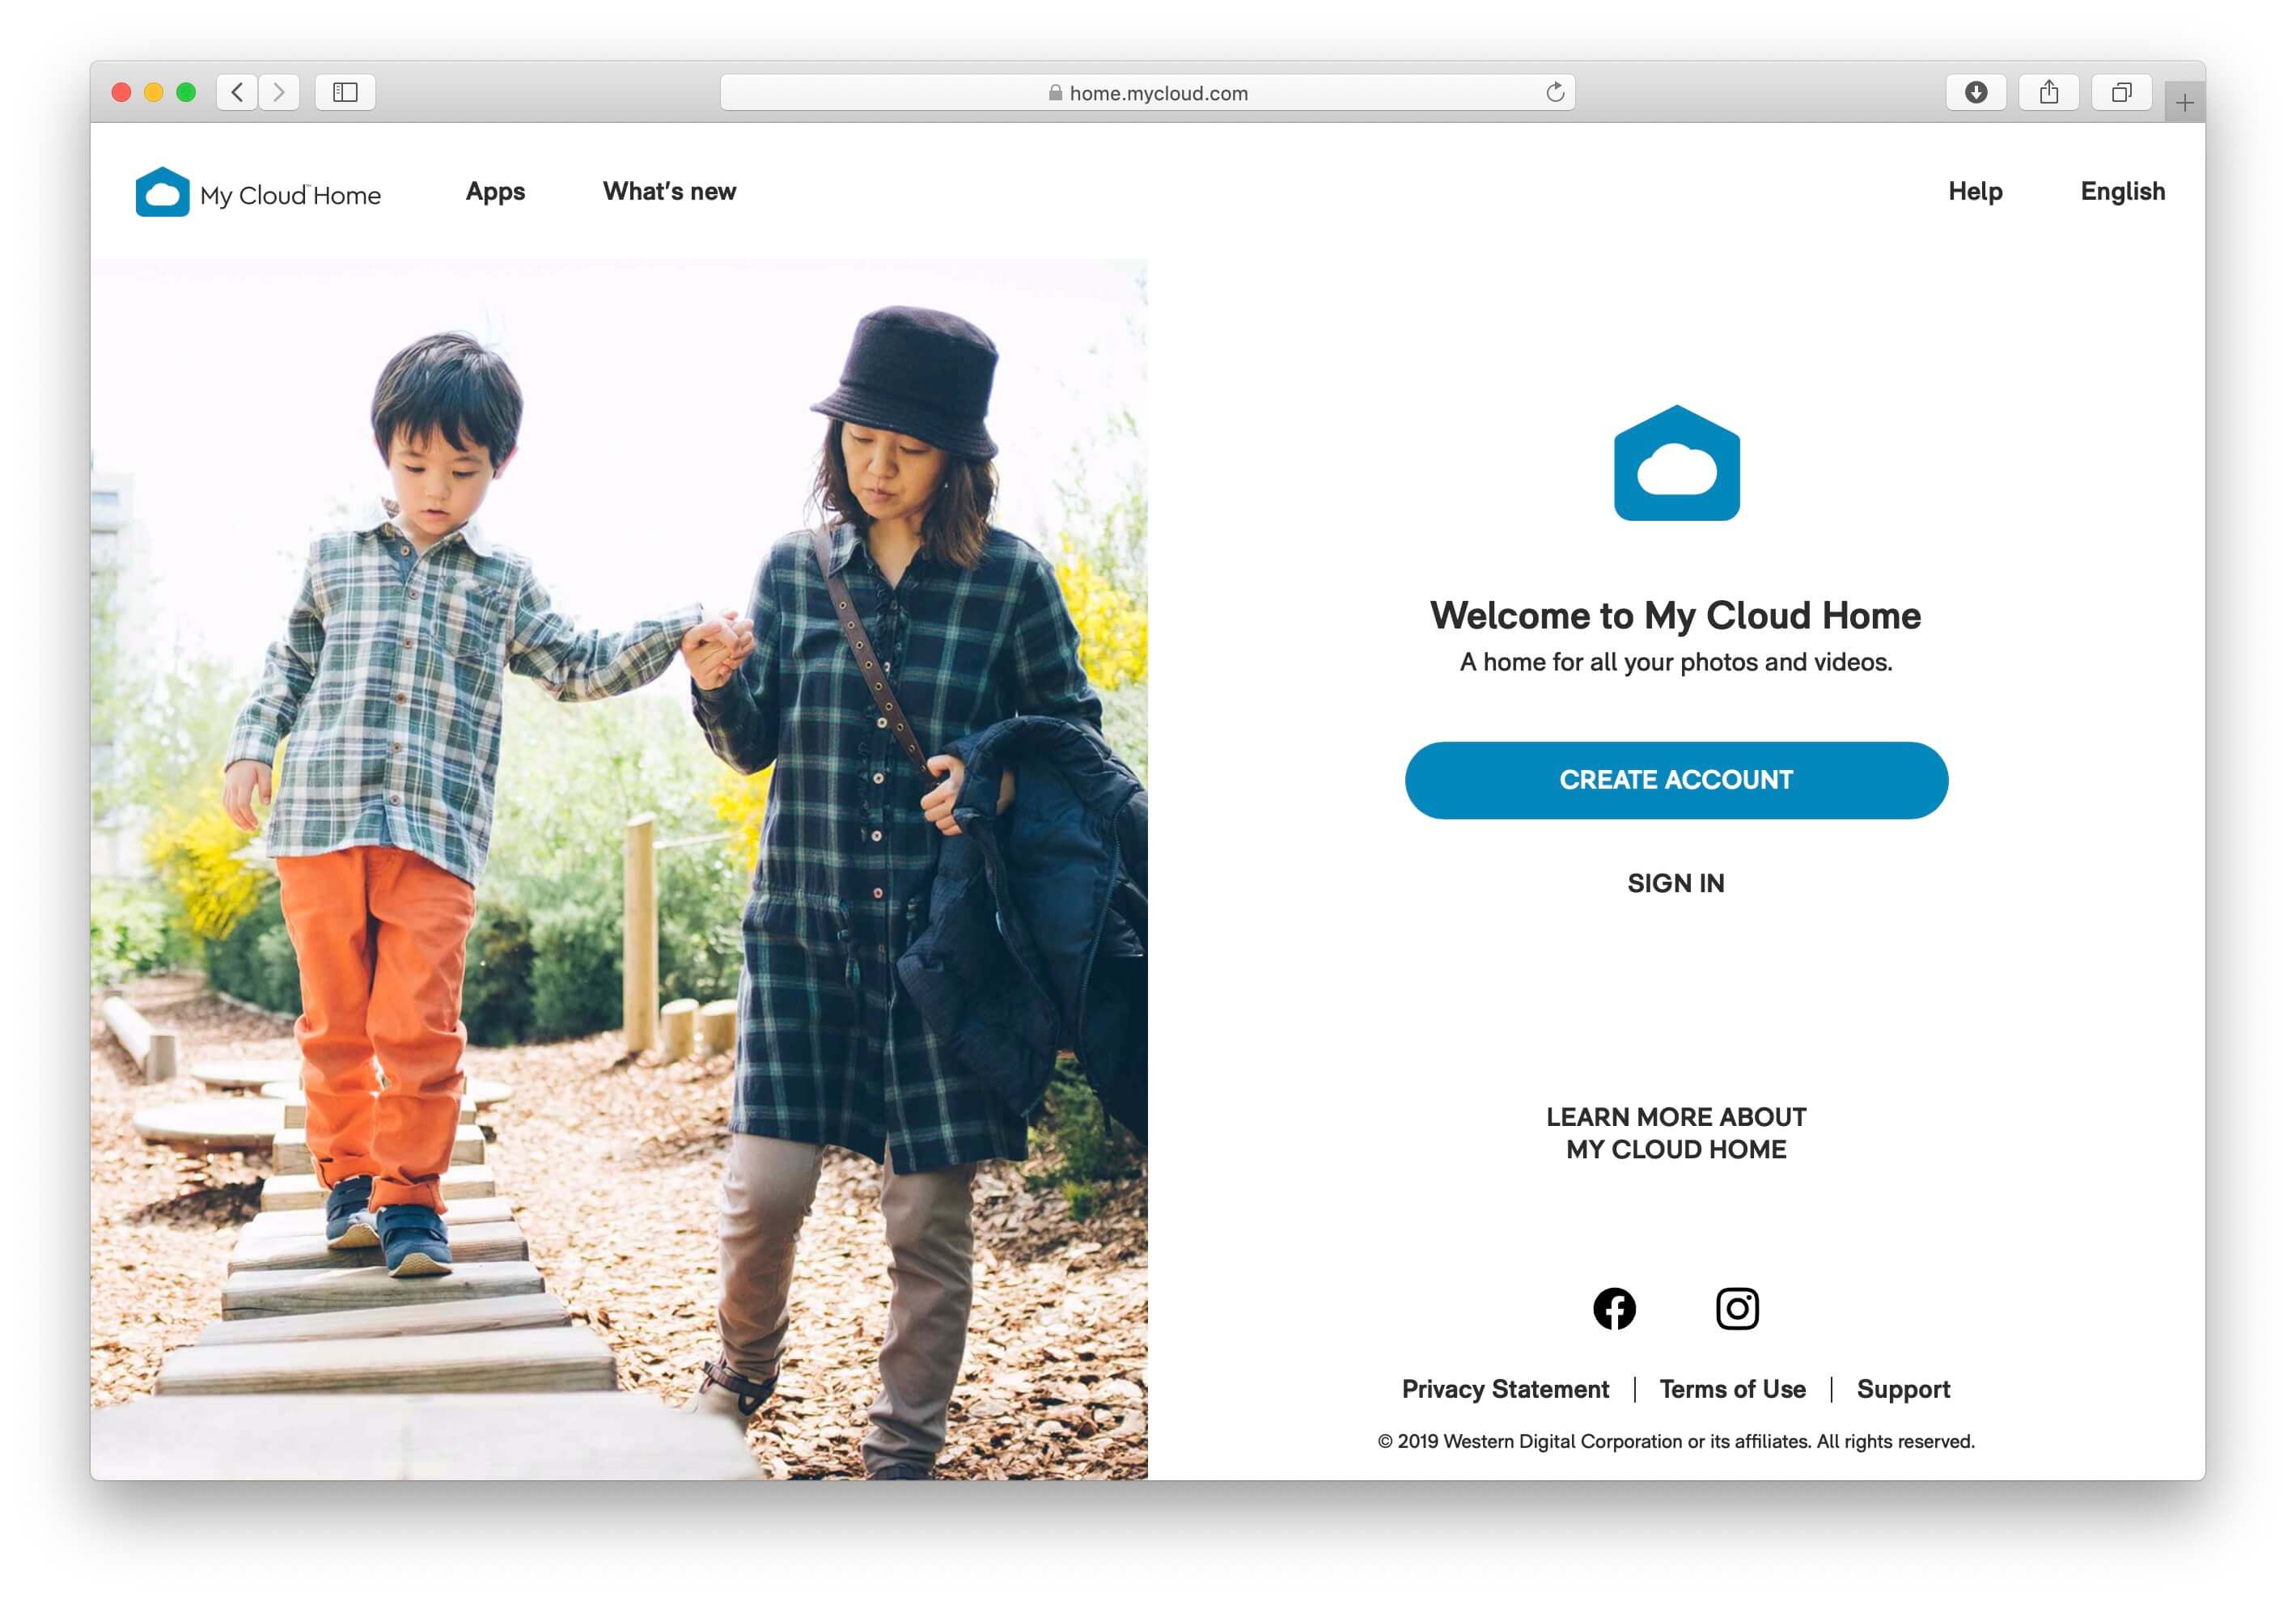 home.mycloud.com
My Cloud™ Home
Apps
What's new
Help
English
Welcome to My Cloud Home
A home for all your photos and videos.
CREATE ACCOUNT
SIGN IN
LEARN MORE ABOUT
MY CLOUD HOME
Privacy Statement | Terms of Use | Support
© 2019 Western Digital Corporation or its affiliates. All rights reserved.